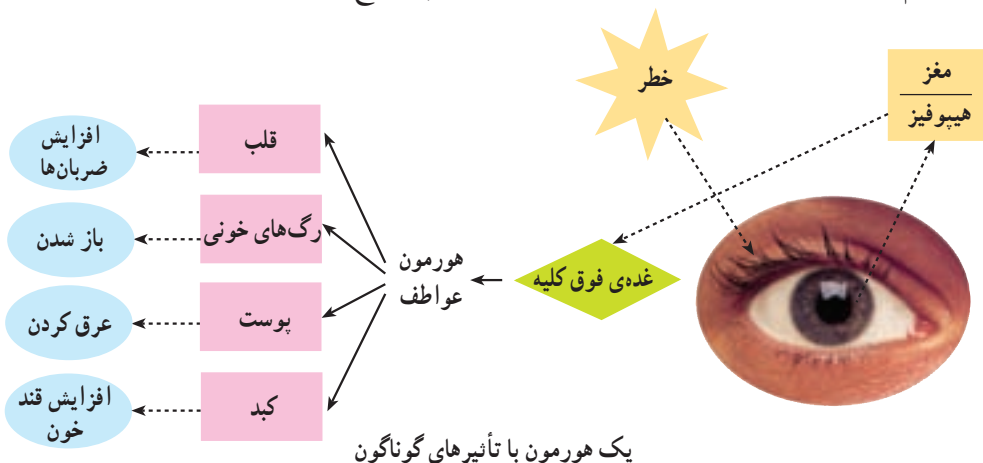 خطر
مغز
هیپوفیز
قلب
افزایش
ضربان‌ها
رگ‌های خونی
باز شدن
هورمون
عواطف
غده‌ی فوق کلیه
پوست
عرق کردن
کبد
افزایش قند
خون
یک هورمون با تأثیرهای گوناگون